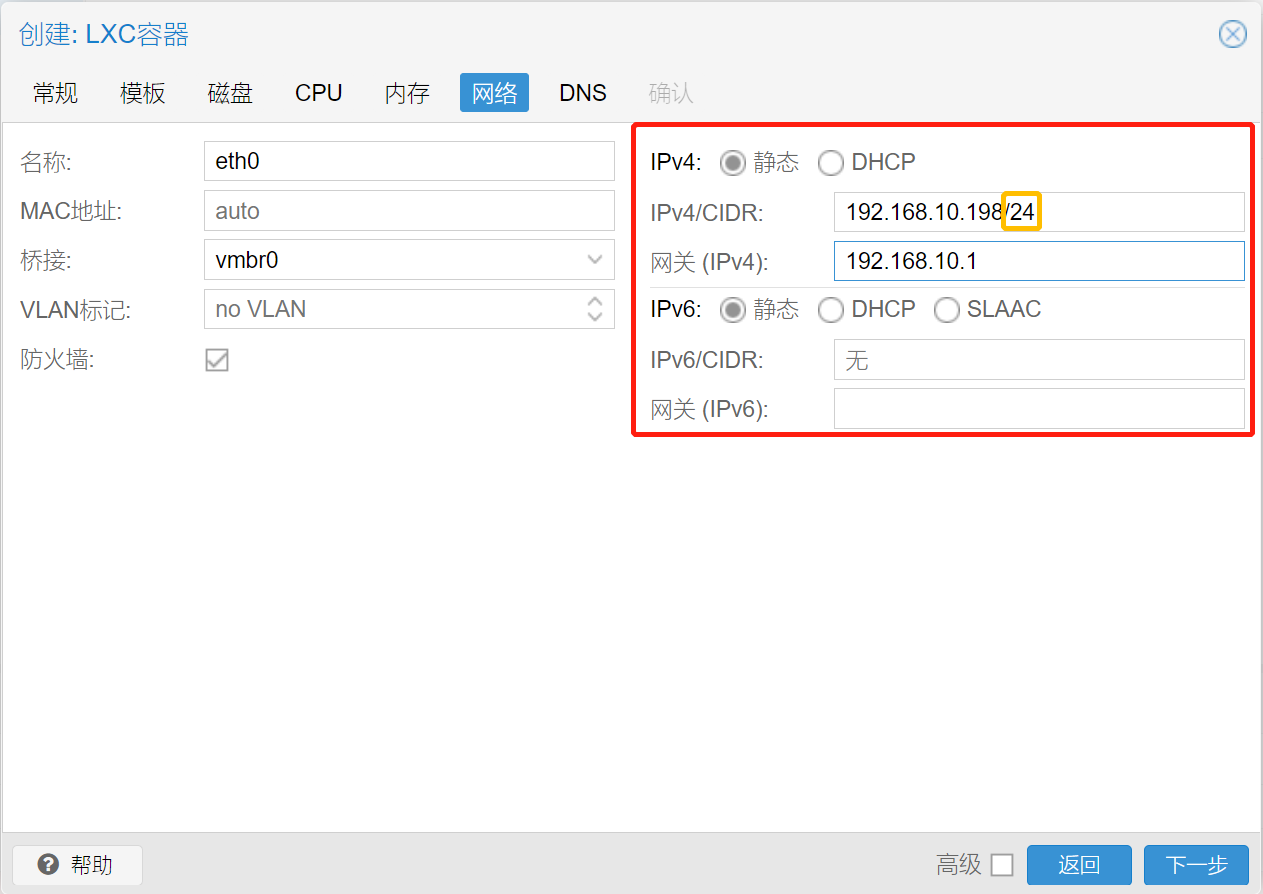 创建: LXC容器
常规 模板 磁盘 CPU 内存 网络 DNS 确认
名称: eth0
MAC地址: auto
桥接: vmbr0
VLAN标记: no VLAN
防火墙:
IPv4: 静态 DHCP
IPv4/CIDR: 192.168.10.198/24
网关 (IPv4): 192.168.10.1
IPv6: 静态 DHCP SLAAC
IPv6/CIDR: 无
网关 (IPv6):
帮助 高级 返回 下一步